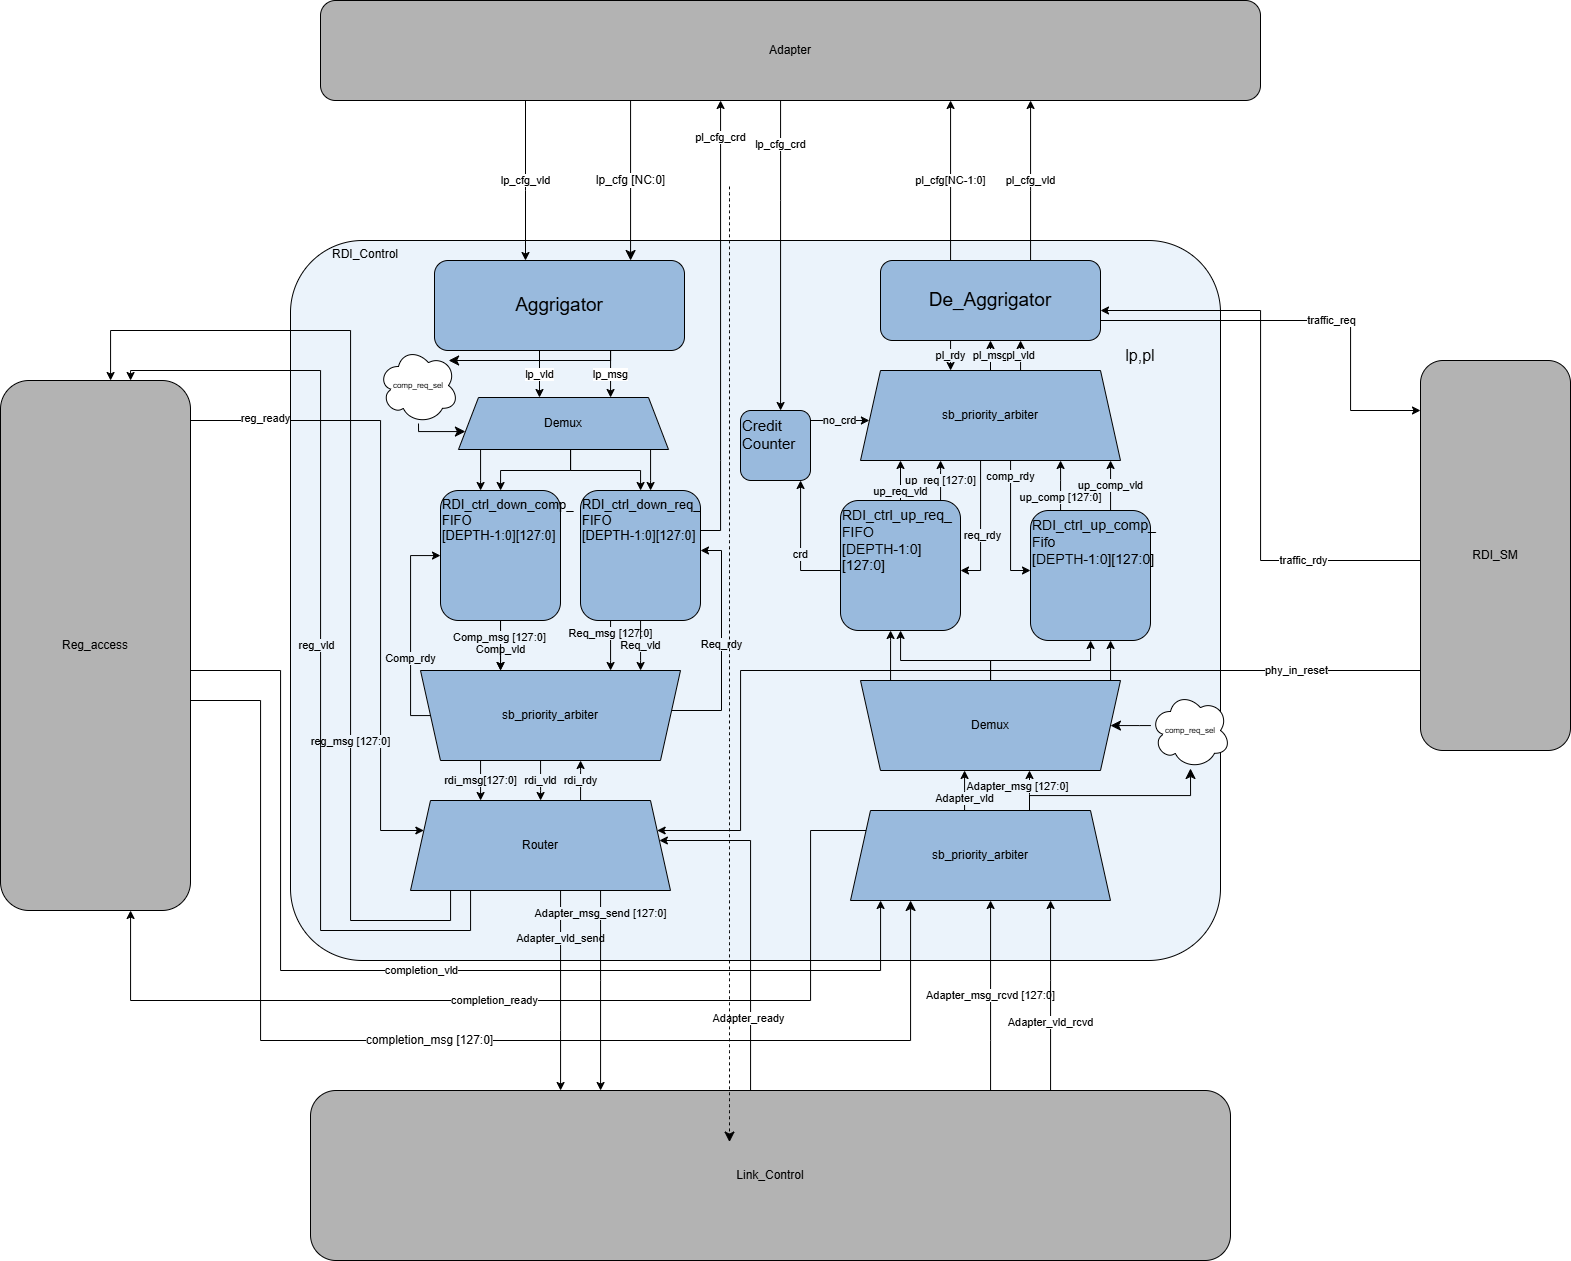 Adapter
pl_cfg_crd
lp_cfg_crd
lp_cfg_vld
lp_cfg [NC:0]
pl_cfg[NC-1:0]
pl_cfg_vld
RDI_Control
Aggrigator
De_Aggrigator
traffic_req
pl_rdy
pl_msg
pl_vld
lp,pl
comp_req_sel
lp_vld
lp_msg
reg_ready
Demux
Credit
Counter
no_crd
sb_priority_arbiter
up_req_vld
up_req [127:0]
comp_rdy
up_comp [127:0]
up_comp_vld
RDI_ctrl_down_comp_
FIFO
[DEPTH-1:0][127:0]
RDI_ctrl_down_req_
FIFO
[DEPTH-1:0][127:0]
RDI_ctrl_up_req_
FIFO
[DEPTH-1:0]
[127:0]
req_rdy
RDI_ctrl_up_comp_
Fifo
[DEPTH-1:0][127:0]
crd
RDI_SM
traffic_rdy
Reg_access
reg_vld
Comp_msg [127:0]
Comp_vld
Req_msg [127:0]
Req_vld
Req_rdy
Comp_rdy
phy_in_reset
sb_priority_arbiter
Demux
comp_req_sel
reg_msg [127:0]
rdi_msg[127:0]
rdi_vld
rdi_rdy
Adapter_msg [127:0]
Adapter_vld
Router
sb_priority_arbiter
Adapter_msg_send [127:0]
Adapter_vld_send
completion_vld
completion_ready
Adapter_msg_rcvd [127:0]
Adapter_ready
Adapter_vld_rcvd
completion_msg [127:0]
Link_Control